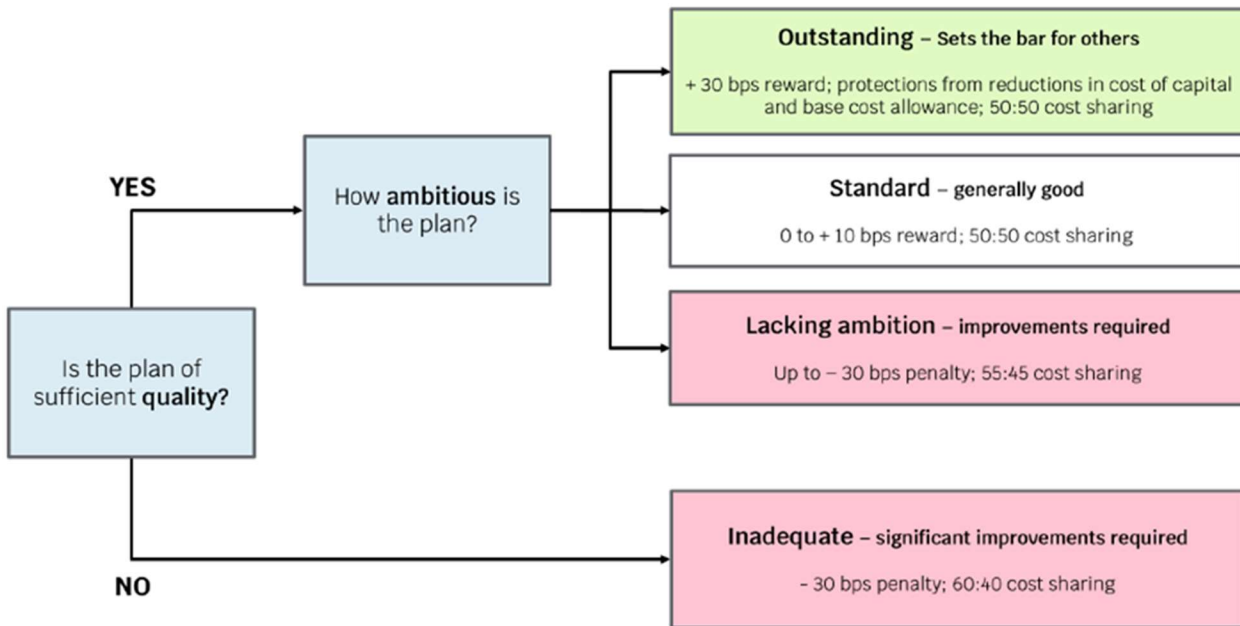 Outstanding – Sets the bar for others
+ 30 bps reward; protections from reductions in cost of capital
and base cost allowance; 50:50 cost sharing
YES
How ambitious is
the plan?
Standard – generally good
0 to + 10 bps reward; 50:50 cost sharing
Lacking ambition – improvements required
Up to – 30 bps penalty; 55:45 cost sharing
Is the plan of
sufficient quality?
Inadequate – significant improvements required
- 30 bps penalty; 60:40 cost sharing
NO